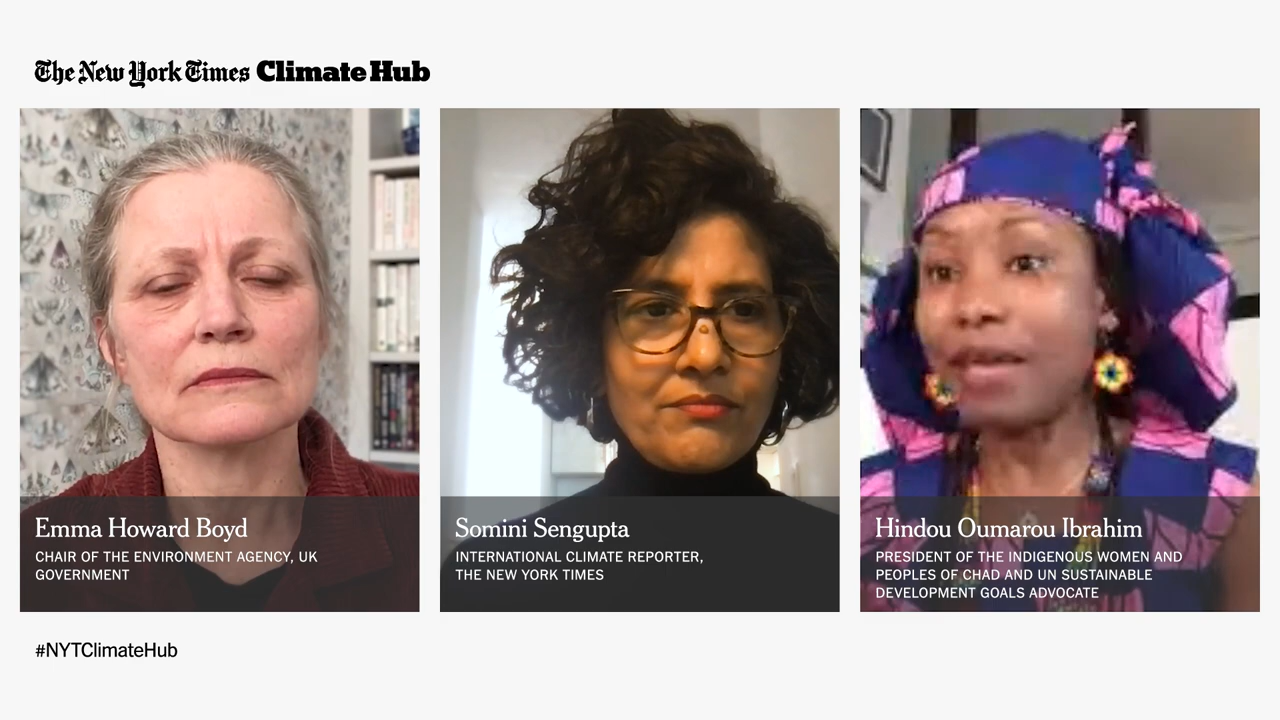 The New York Times Climate Hub
Emma Howard Boyd
CHAIR OF THE ENVIRONMENT AGENCY, UK
GOVERNMENT
Somini Sengupta
INTERNATIONAL CLIMATE REPORTER,
THE NEW YORK TIMES
Hindou Oumarou Ibrahim
PRESIDENT OF THE INDIGENOUS WOMEN AND
PEOPLES OF CHAD AND UN SUSTAINABLE
DEVELOPMENT GOALS ADVOCATE
#NYTClimateHub